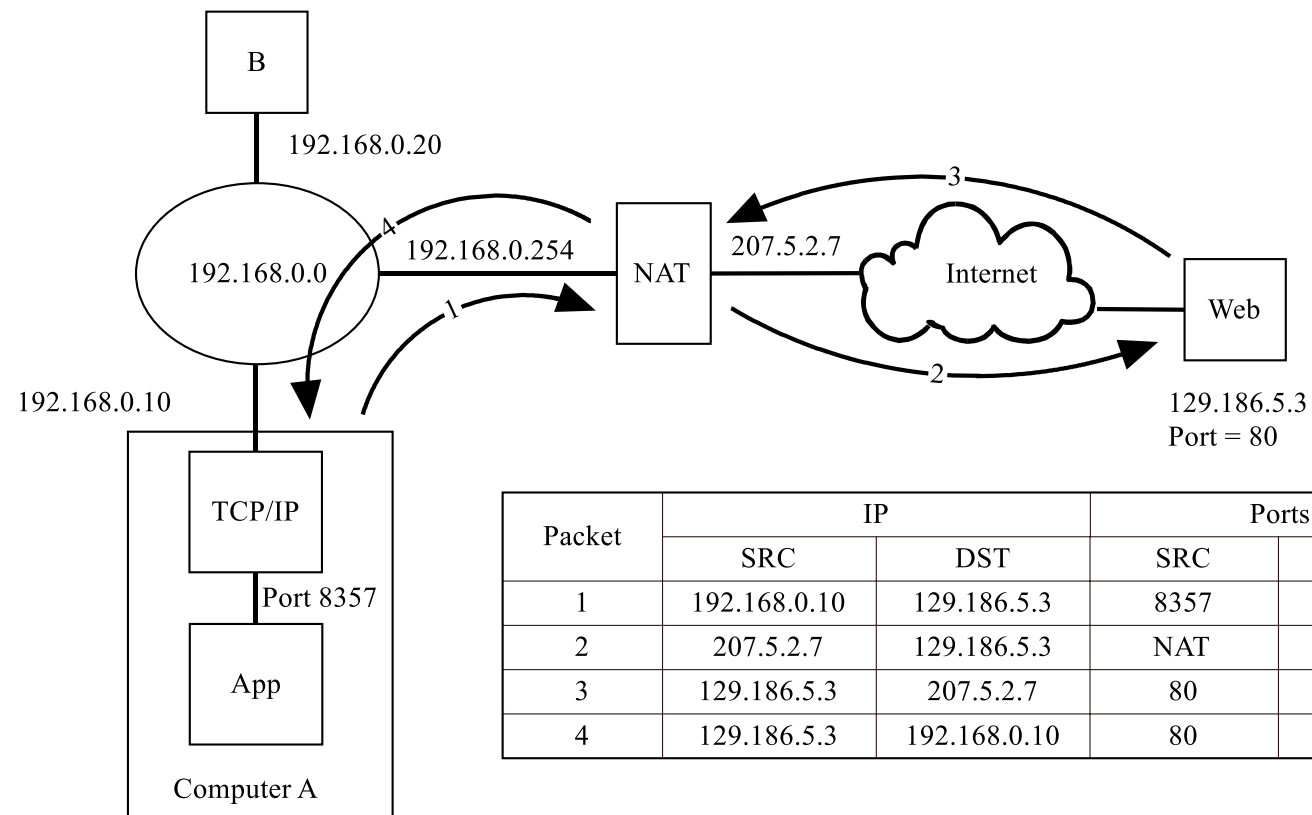 B
192.168.0.20
3
4
192.168.0.254
207.5.2.7
192.168.0.0
NAT
Internet
1
Web
2
192.168.0.10
129.186.5.3
Port = 80
TCP/IP
Port 8357
App
Computer A
Packet IP Ports
SRC DST SRC
1 192.168.0.10 129.186.5.3 8357
2 207.5.2.7 129.186.5.3 NAT
3 129.186.5.3 207.5.2.7 80
4 129.186.5.3 192.168.0.10 80